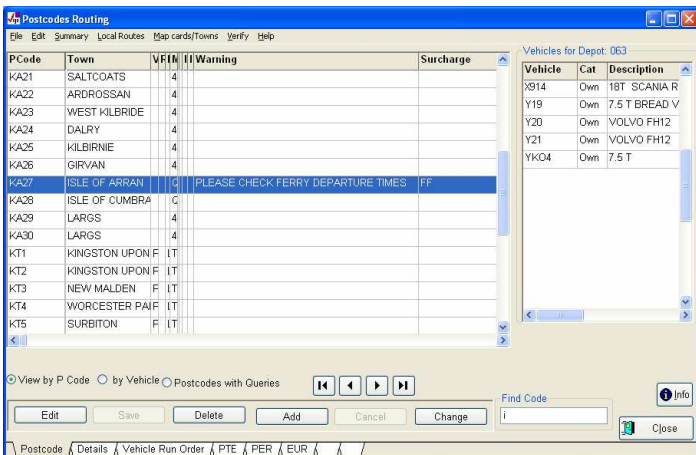 Postcodes Routing
File Edit Summary Local Routes Map cards/Towns Verify Help
PCode Town Warning Surcharge
KA21 SALTCOATS 4
KA22 ARDROSSAN 4
KA23 WEST KILBRIDE 4
KA24 DALRY 4
KA25 KILBIRNIE 4
KA26 GIRVAN 4
KA27 ISLE OF ARRAN PLEASE CHECK FERRY DEPARTURE TIMES FF
KA28 ISLE OF CUMBRA
KA29 LARGS 4
KA30 LARGS 4
KT1 KINGSTON UPON F
KT2 KINGSTON UPON F
KT3 NEW MALDEN F
KT4 WORCESTER PA F
KT5 SURBITON F
Vehicles for Depot: 063
Vehicle Cat Description
X914 Own 18T SCANIA R
Y19 Own 7.5 T BREAD V
Y20 Own VOLVO FH12
Y21 Own VOLVO FH12
YKO4 Own 7.5 T
View by P Code by Vehicle Postcodes with Queries
Edit Save Delete Add Cancel Change
Find Code
i
Info
Close
Postcode Details Vehicle Run Order PTE PER EUR